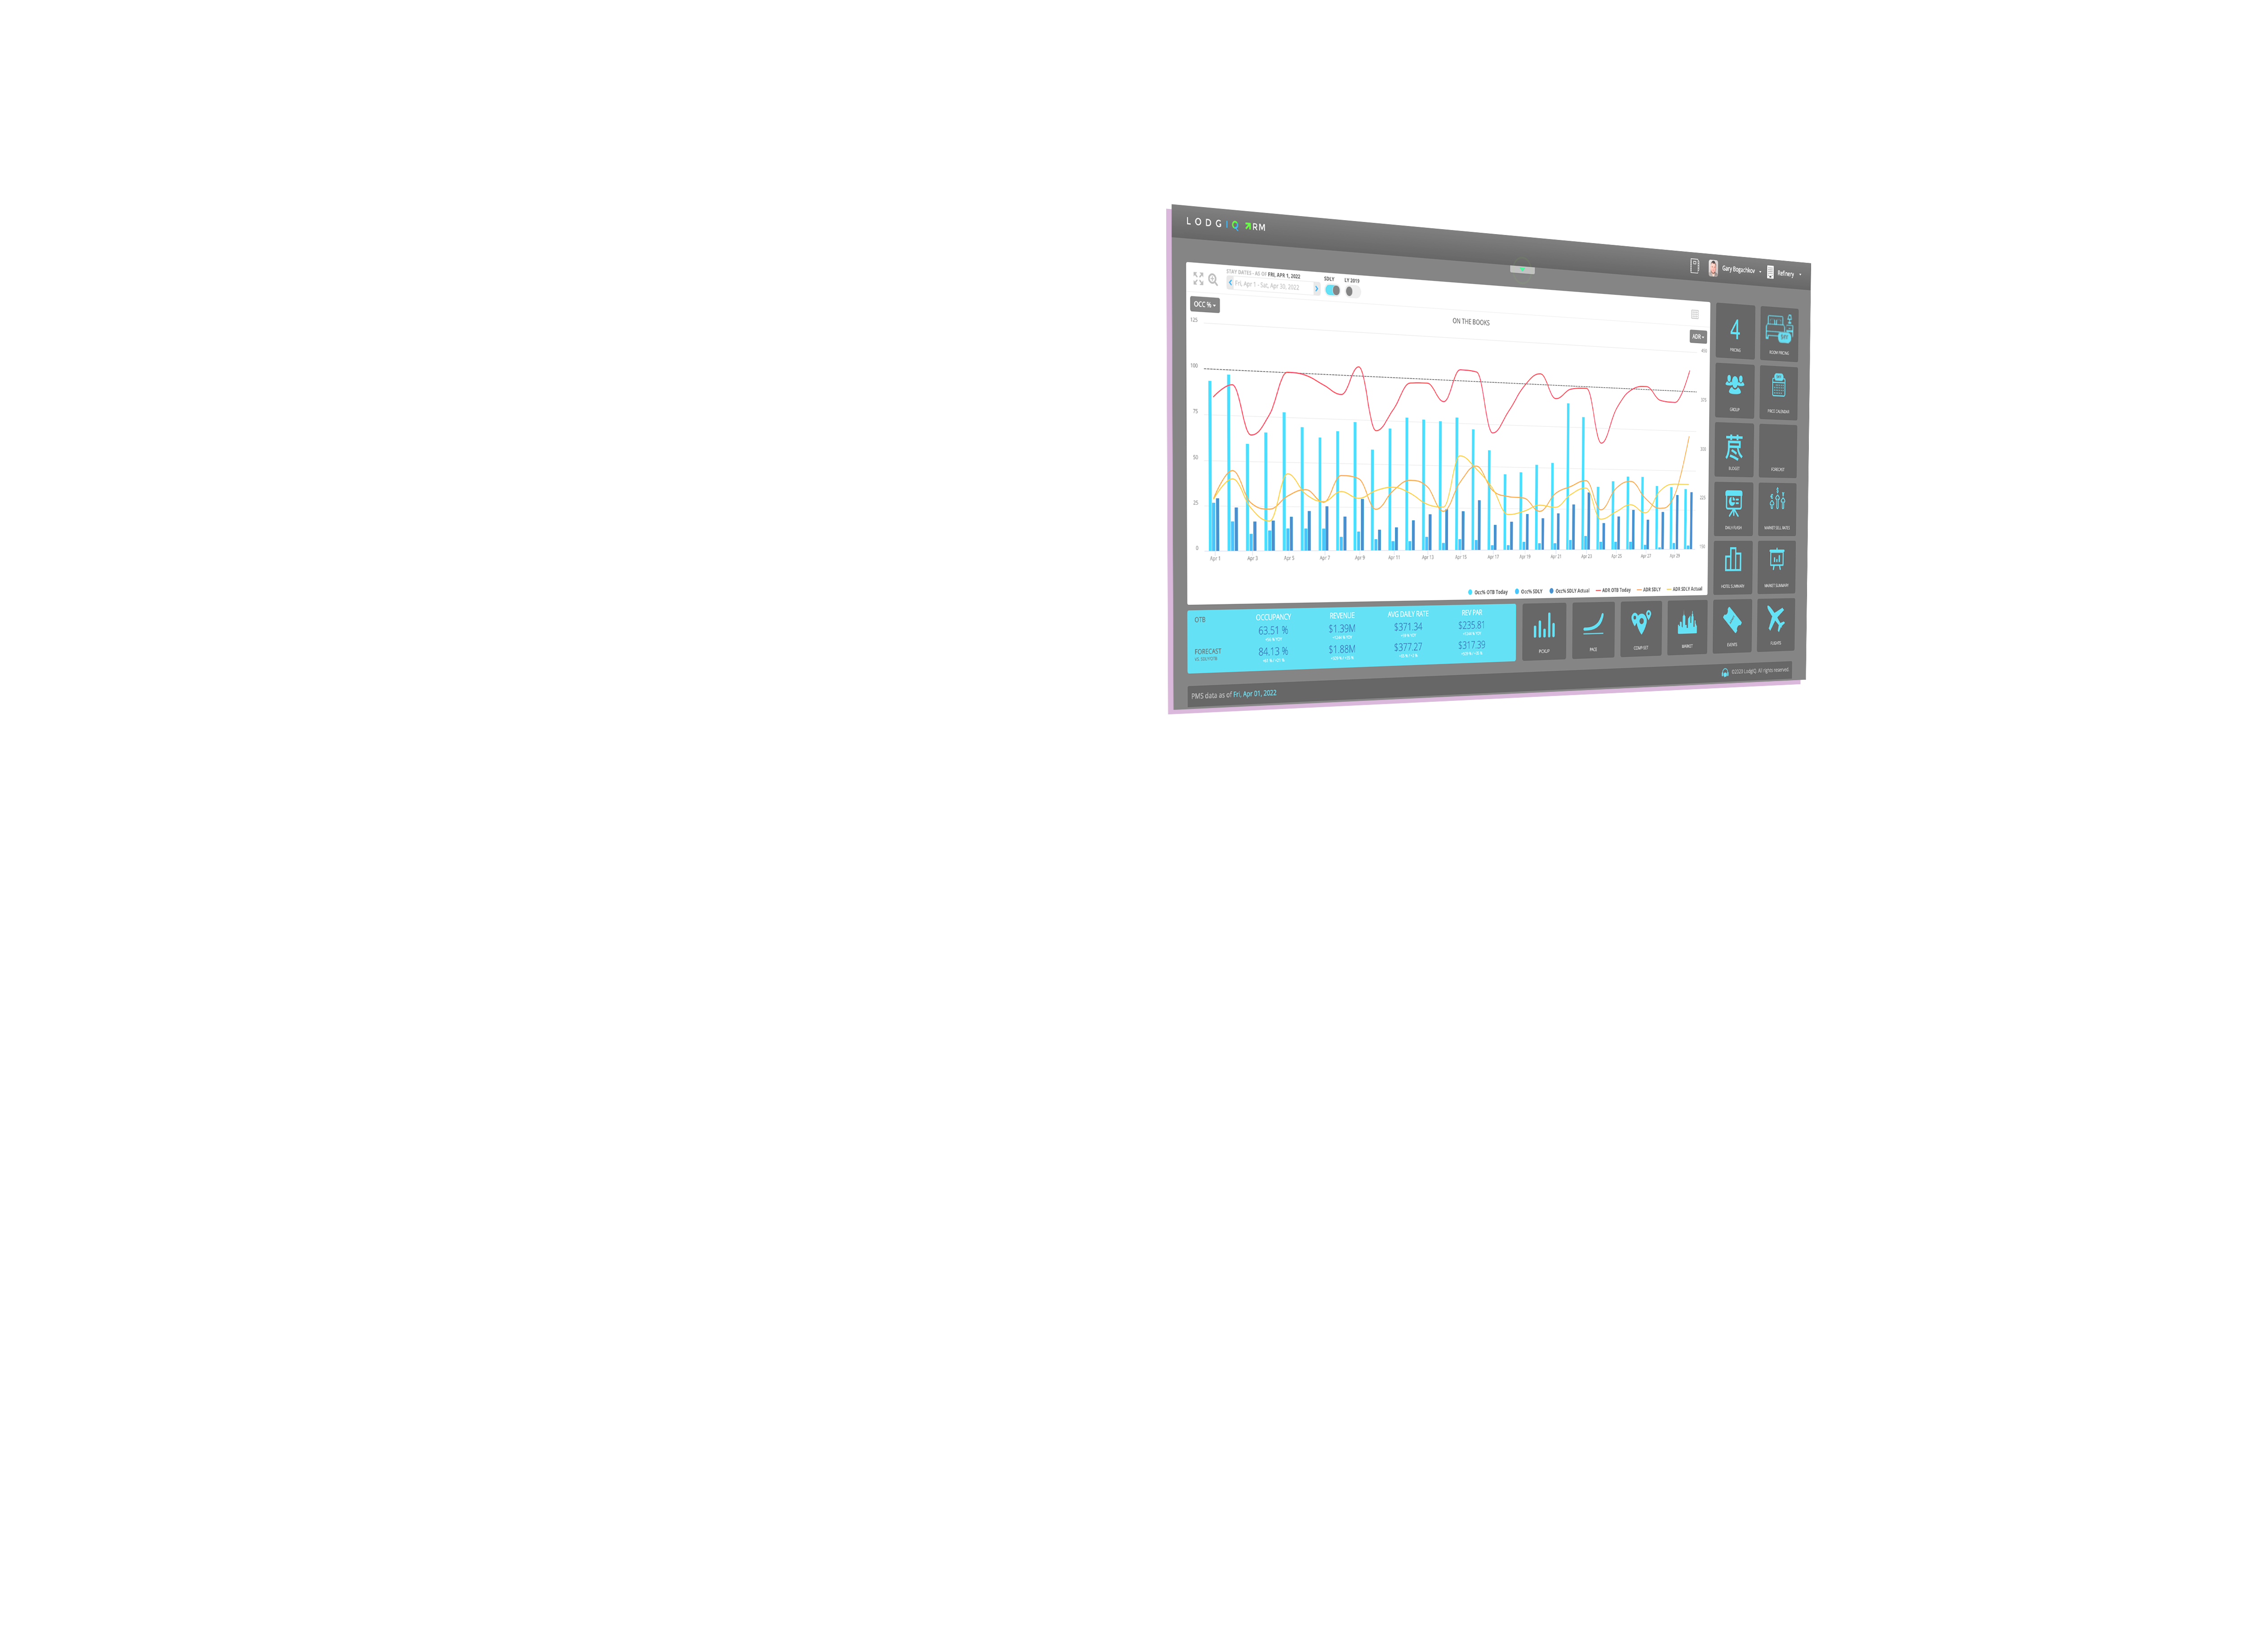 LODGIQ RM
Gary Bogachkov
Refinery
STAY DATES - AS OF FRI, APR 1, 2022
Fri, Apr 1 - Sat, Apr 30, 2022
SDLY
LY 2019
OCC %
ON THE BOOKS
ADR
125
100
75
50
25
0
450
375
300
225
150
Apr 1
Apr 3
Apr 5
Apr 7
Apr 9
Apr 11
Apr 13
Apr 15
Apr 17
Apr 19
Apr 21
Apr 23
Apr 25
Apr 27
Apr 29
Occ% OTB Today
Occ% SDLY
Occ% SDLY Actual
ADR OTB Today
ADR SDLY
ADR SDLY Actual
4
PRICING
ROOM PRICING
GROUP
PRICE CALENDAR
BUDGET
FORECAST
DAILY FLASH
MARKET SELL RATES
HOTEL SUMMARY
MARKET SUMMARY
OTB
OCCUPANCY
REVENUE
AVG DAILY RATE
REV PAR
63.51 %
$1.39M
$371.34
$235.81
FORECAST
84.13 %
$1.88M
$377.27
$317.39
PICKUP
PACE
COMP SET
MARKET
EVENTS
FLIGHTS
PMS data as of Fri, Apr 01, 2022
©2020 LodgIQ. All rights reserved